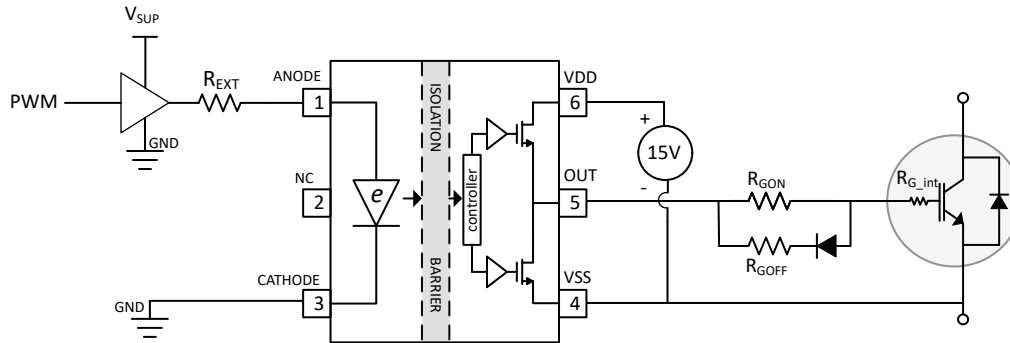 VSUP
PWM
REXT
GND
ANODE
1
NC
2
e
CATHODE
3
GND
ISOLATION
BARRIER
controller
VDD
6
OUT
5
VSS
4
+
15V
-
RGON
RGOFF
RG_int